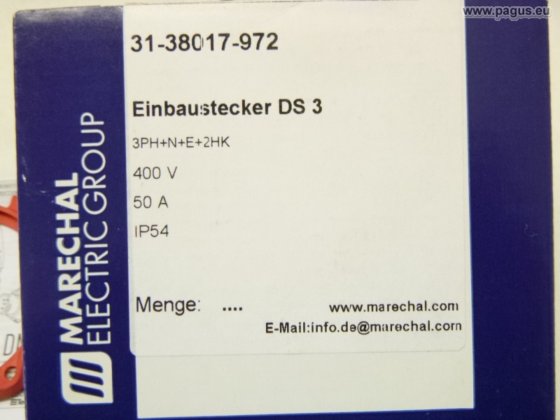 www.pagus.eu
31-38017-972
Einbaustecker DS 3
3PH+N+E+2HK
400 V
50 A
IP54
Menge: ....
www.marechal.com
E-Mail:info.de@marechal.com
MARECHAL
ELECTRIC GROUP